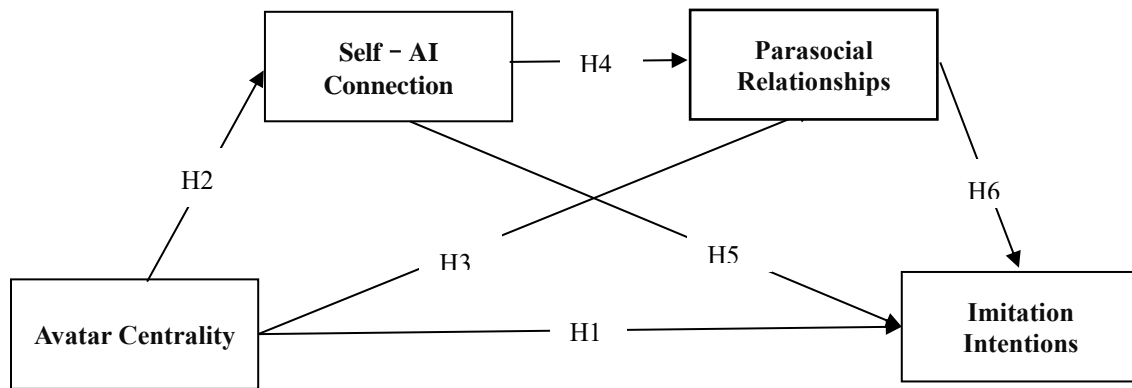 Self – AI
Connection
H4
Parasocial
Relationships
H2
H6
H3
H5
Avatar Centrality
H1
Imitation
Intentions